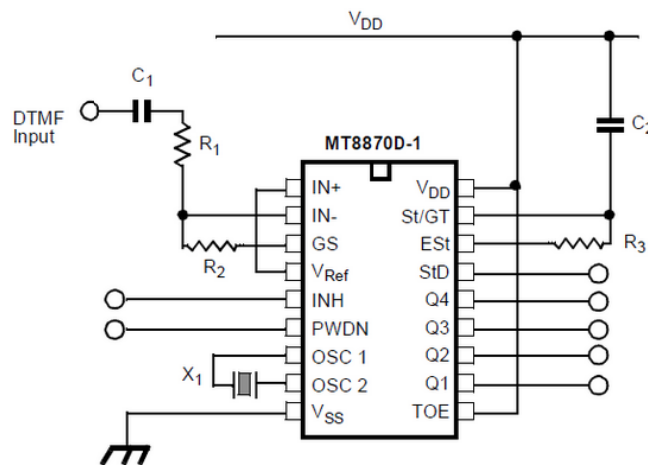 VDD
C1
DTMF
Input
R1
MT8870D-1
C2
IN+
VDD
IN-
St/GT
GS
ESt
R2
R3
VRef
StD
INH
Q4
PWDN
Q3
OSC 1
Q2
X1
OSC 2
Q1
VSS
TOE